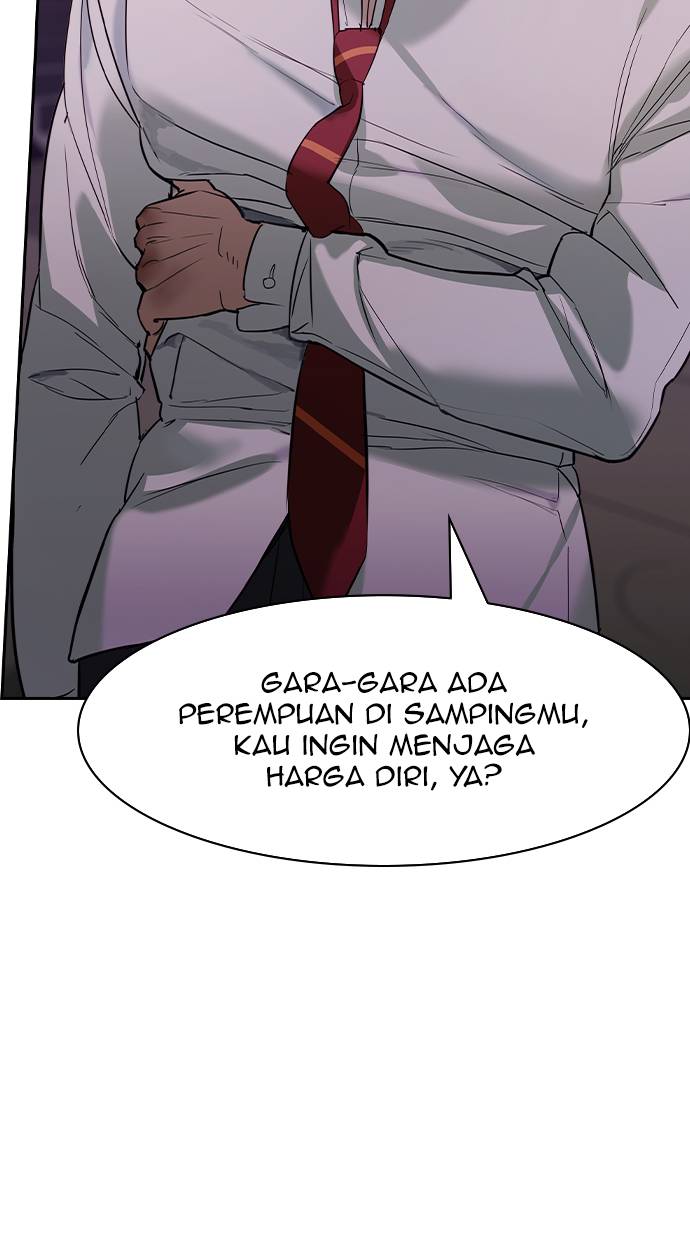 GARA-GARA ADA
PEREMPUAN DI SAMPINGMU,
KAU INGIN MENJAGA
HARGA DIRI, YA?